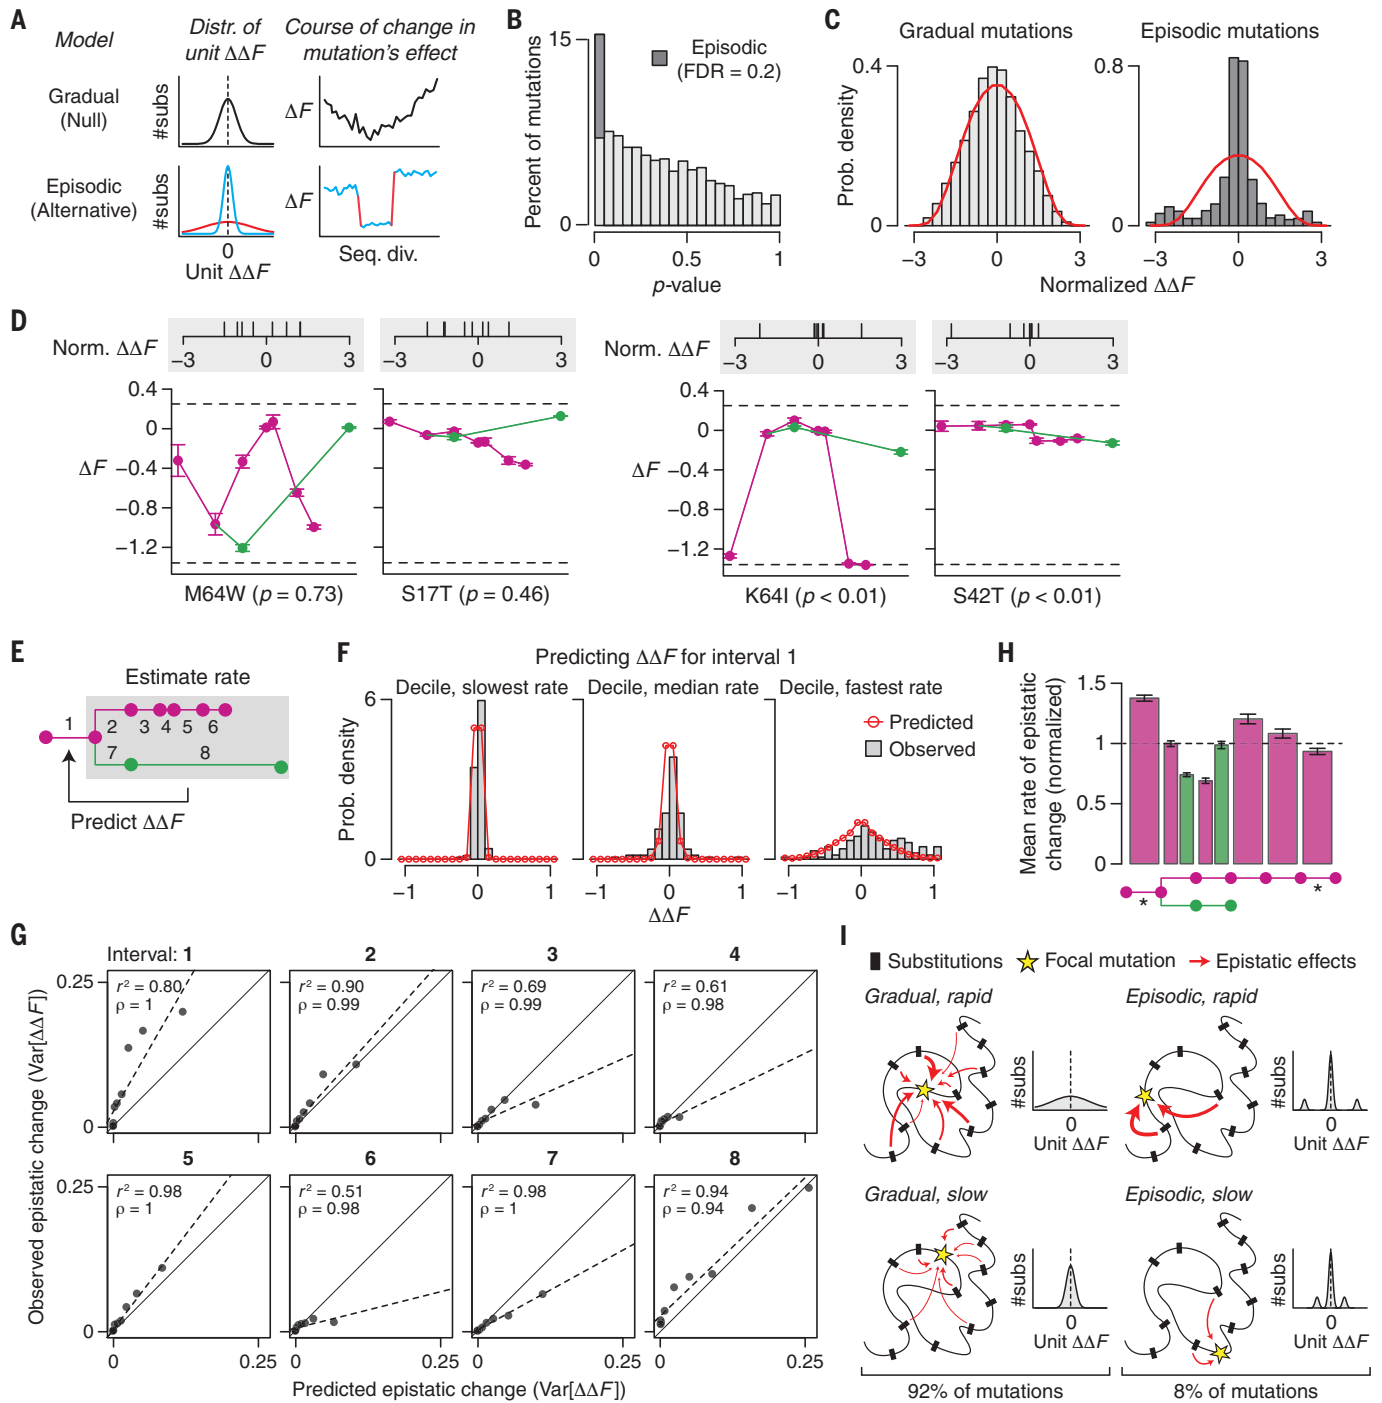 A
Model
Distr. of
unit ΔΔF
Course of change in
mutation's effect
Gradual
(Null)
#subs
ΔF
Episodic
(Alternative)
#subs
ΔF
0
Unit ΔΔF
Seq. div.
B
Percent of mutations
15
0
Episodic
(FDR = 0.2)
0 0.5 1
p-value
C
Gradual mutations
Episodic mutations
Prob. density
0.4
0
0.8
0
−3 0 3
−3 0 3
Normalized ΔΔF
D
Norm. ΔΔF
−3 0 3
−3 0 3
Norm. ΔΔF
−3 0 3
−3 0 3
0.4
0
ΔF
−0.4
−0.8
−1.2
0.4
0
ΔF
−0.4
−0.8
−1.2
M64W (p = 0.73)
S17T (p = 0.46)
K64I (p < 0.01)
S42T (p < 0.01)
E
Estimate rate
1
2 3 4 5 6
7 8
Predict ΔΔF
F
Predicting ΔΔF for interval 1
Decile, slowest rate
Decile, median rate
Decile, fastest rate
Prob. density
6
0
Predicted
Observed
−1 0 1
−1 0 1
−1 0 1
ΔΔF
H
Mean rate of epistatic
change (normalized)
1.5
1
0.5
0
*
*
G
Observed epistatic change (Var[ΔΔF])
Interval: 1
2
3
4
0.25
0
r² = 0.80
ρ = 1
r² = 0.90
ρ = 0.99
r² = 0.69
ρ = 0.99
r² = 0.61
ρ = 0.98
5
6
7
8
0.25
0
r² = 0.98
ρ = 1
r² = 0.51
ρ = 0.98
r² = 0.98
ρ = 1
r² = 0.94
ρ = 0.94
0 0.25
0 0.25
0 0.25
0 0.25
Predicted epistatic change (Var[ΔΔF])
I
Substitutions
Focal mutation
Epistatic effects
Gradual, rapid
Episodic, rapid
#subs
0
Unit ΔΔF
#subs
0
Unit ΔΔF
Gradual, slow
Episodic, slow
#subs
0
Unit ΔΔF
#subs
0
Unit ΔΔF
92% of mutations
8% of mutations